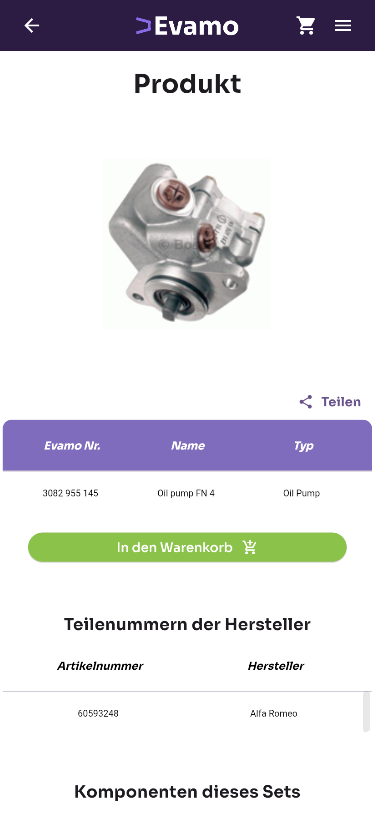 Evamo
Produkt
© Bos
Teilen
Evamo Nr. Name Typ
3082 955 145 Oil pump FN 4 Oil Pump
In den Warenkorb
Teilenummern der Hersteller
Artikelnummer Hersteller
60593248 Alfa Romeo
Komponenten dieses Sets